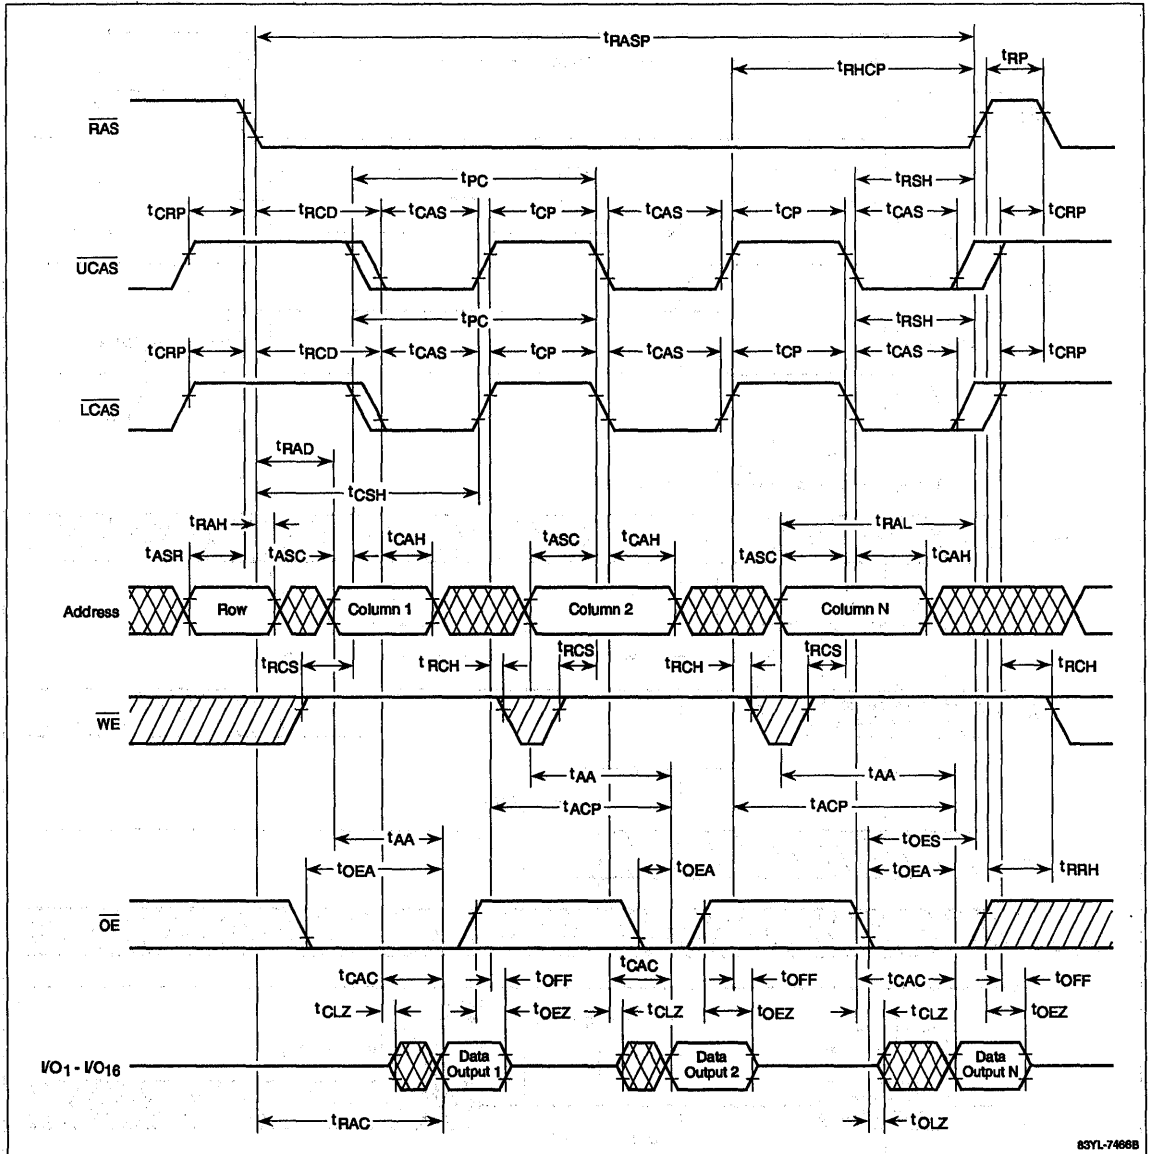 tRASP
tRHCP
tRP
RAS
tPC
tRSH
tCRP
tRCD
tCAS
tCP
tCAS
tCP
tCAS
tCRP
UCAS
tPC
tRSH
tCRP
tRCD
tCAS
tCP
tCAS
tCP
tCAS
tCRP
LCAS
tRAD
tCSH
tRAH
tRAL
tASR
tASC
tCAH
tASC
tCAH
tASC
tCAH
Address
Row
Column 1
Column 2
Column N
tRCS
tRCH
tRCS
tRCH
tRCS
tRCH
WE
tAA
tAA
tACP
tACP
tAA
tOES
tOEA
tOEA
tOEA
tRRH
OE
tCAC
tOFF
tCAC
tOFF
tCAC
tOFF
tCLZ
tOEZ
tCLZ
tOEZ
tCLZ
tOEZ
I/O1 - I/O16
Data
Output 1
Data
Output 2
Data
Output N
tRAC
tOLZ
83YL-7466B